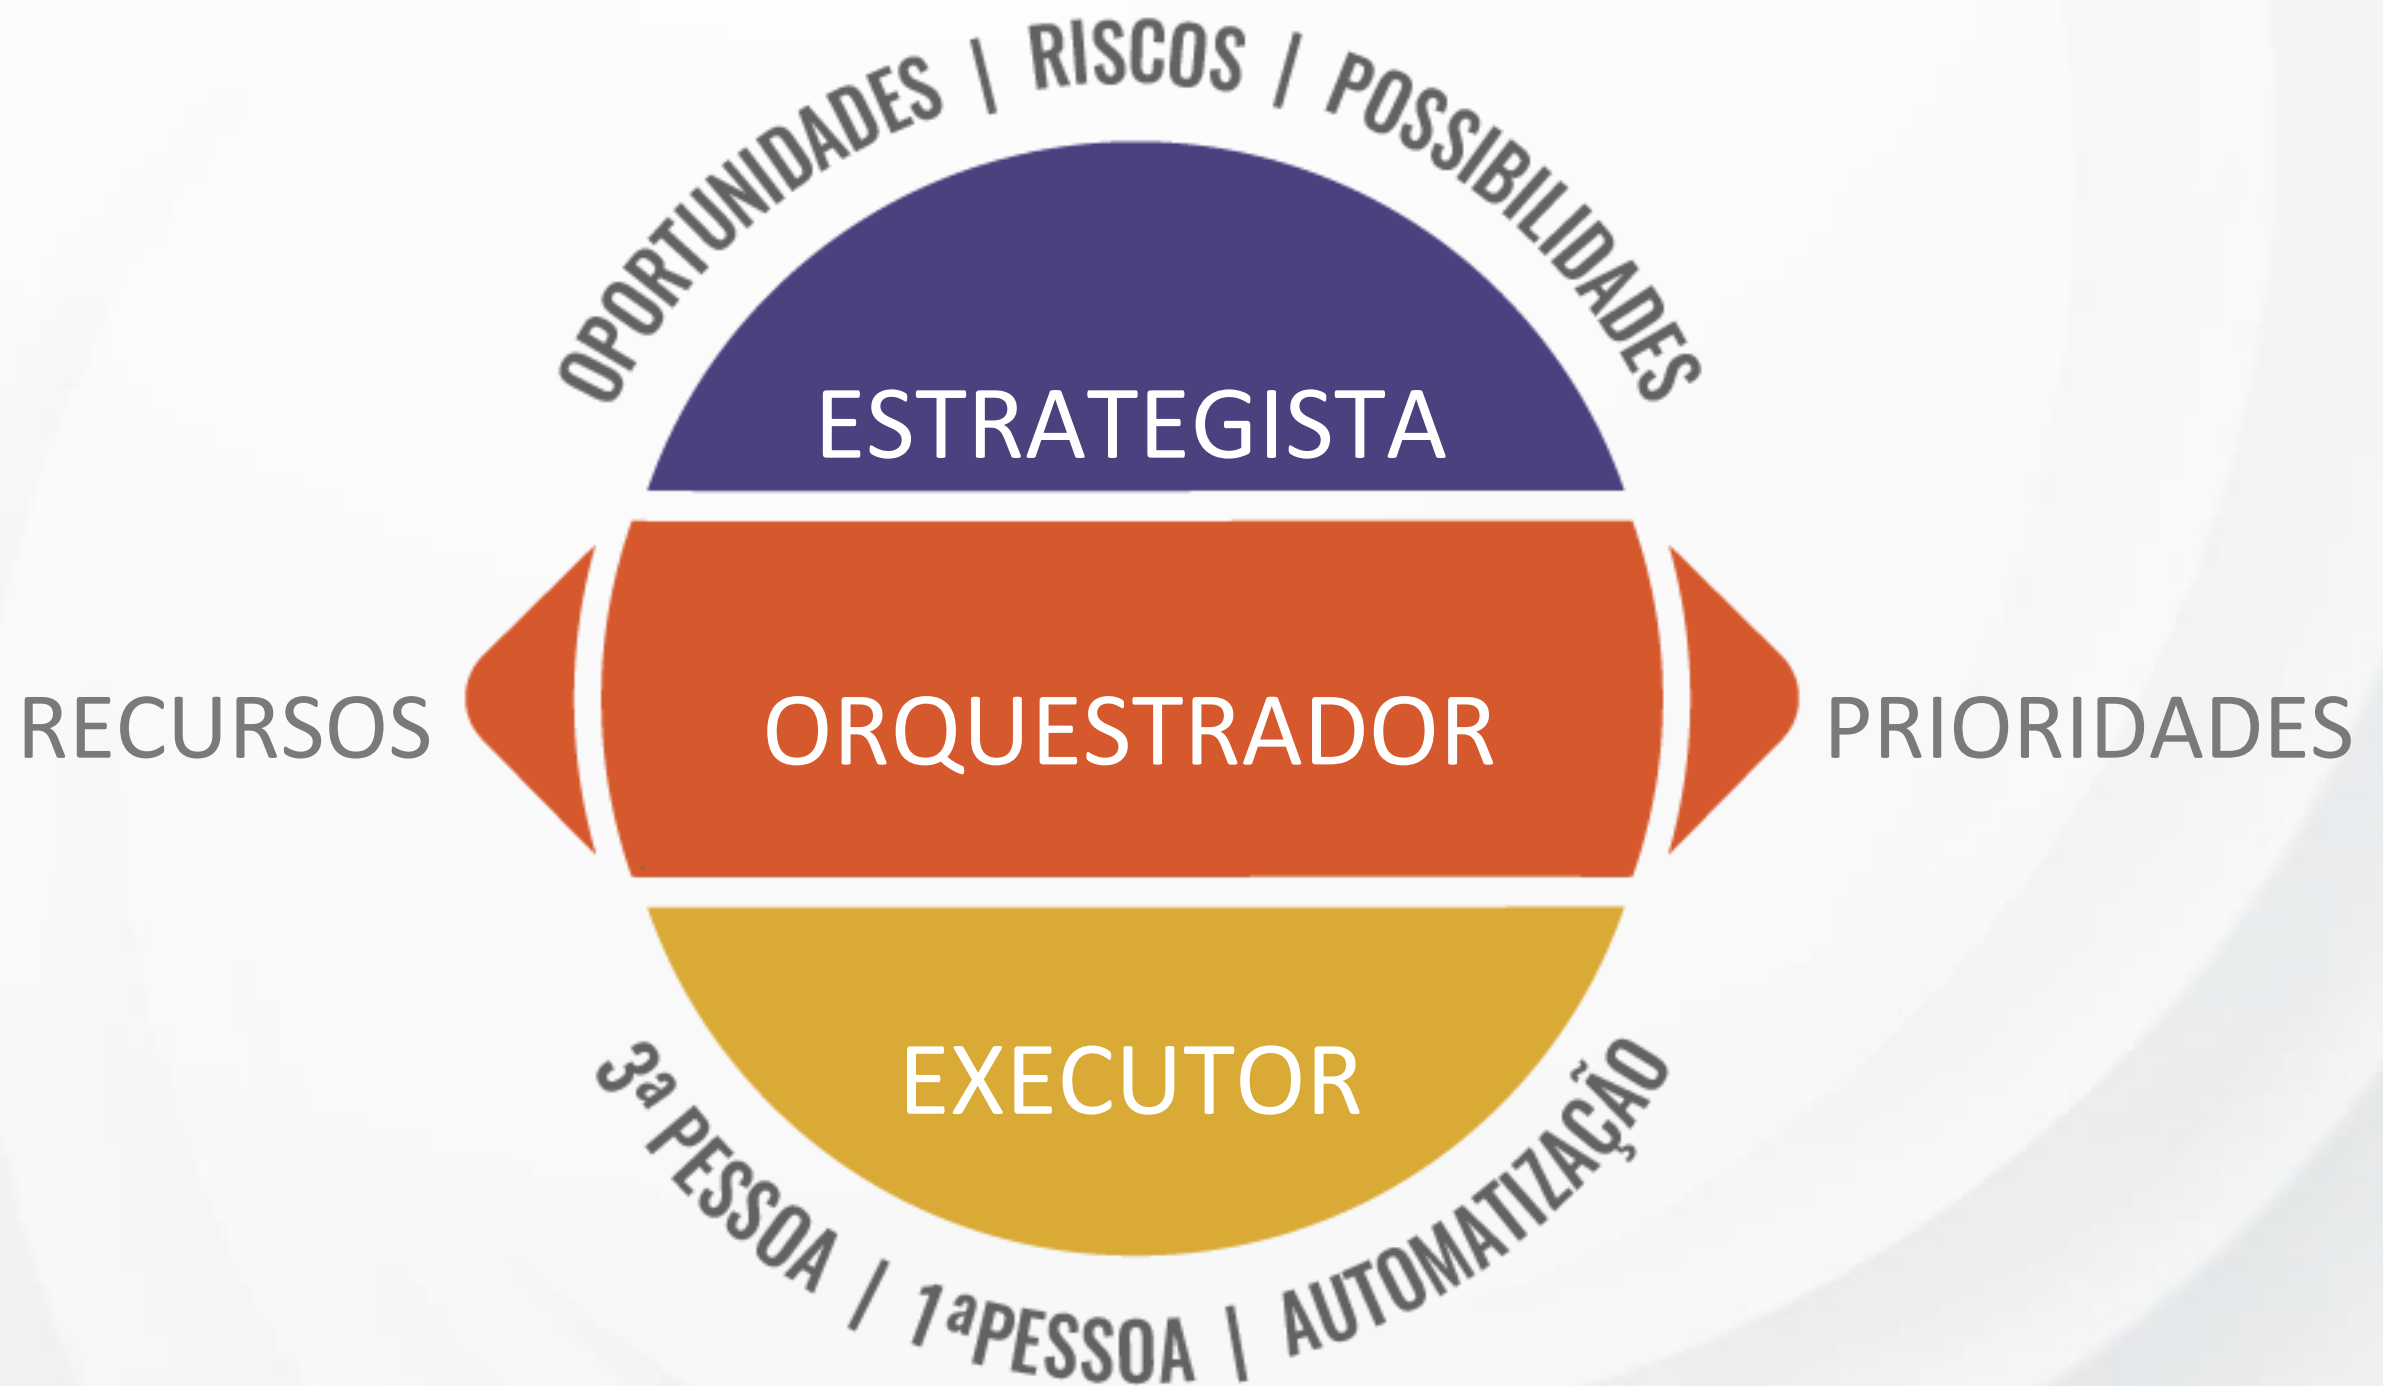 OPORTUNIDADES | RISCOS | POSSIBILIDADES
ESTRATEGISTA
RECURSOS
ORQUESTRADOR
PRIORIDADES
EXECUTOR
3ª PESSOA | 1ªPESSOA | AUTOMATIZAÇÃO